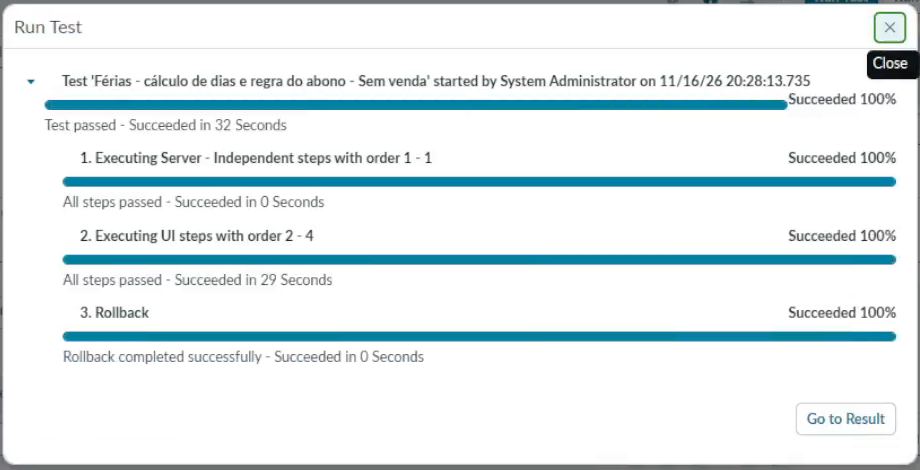 Run Test
Close
Test 'Férias - cálculo de dias e regra do abono - Sem venda' started by System Administrator on 11/16/26 20:28:13.735
Succeeded 100%
Test passed - Succeeded in 32 Seconds
1. Executing Server - Independent steps with order 1 - 1
Succeeded 100%
All steps passed - Succeeded in 0 Seconds
2. Executing UI steps with order 2 - 4
Succeeded 100%
All steps passed - Succeeded in 29 Seconds
3. Rollback
Succeeded 100%
Rollback completed successfully - Succeeded in 0 Seconds
Go to Result